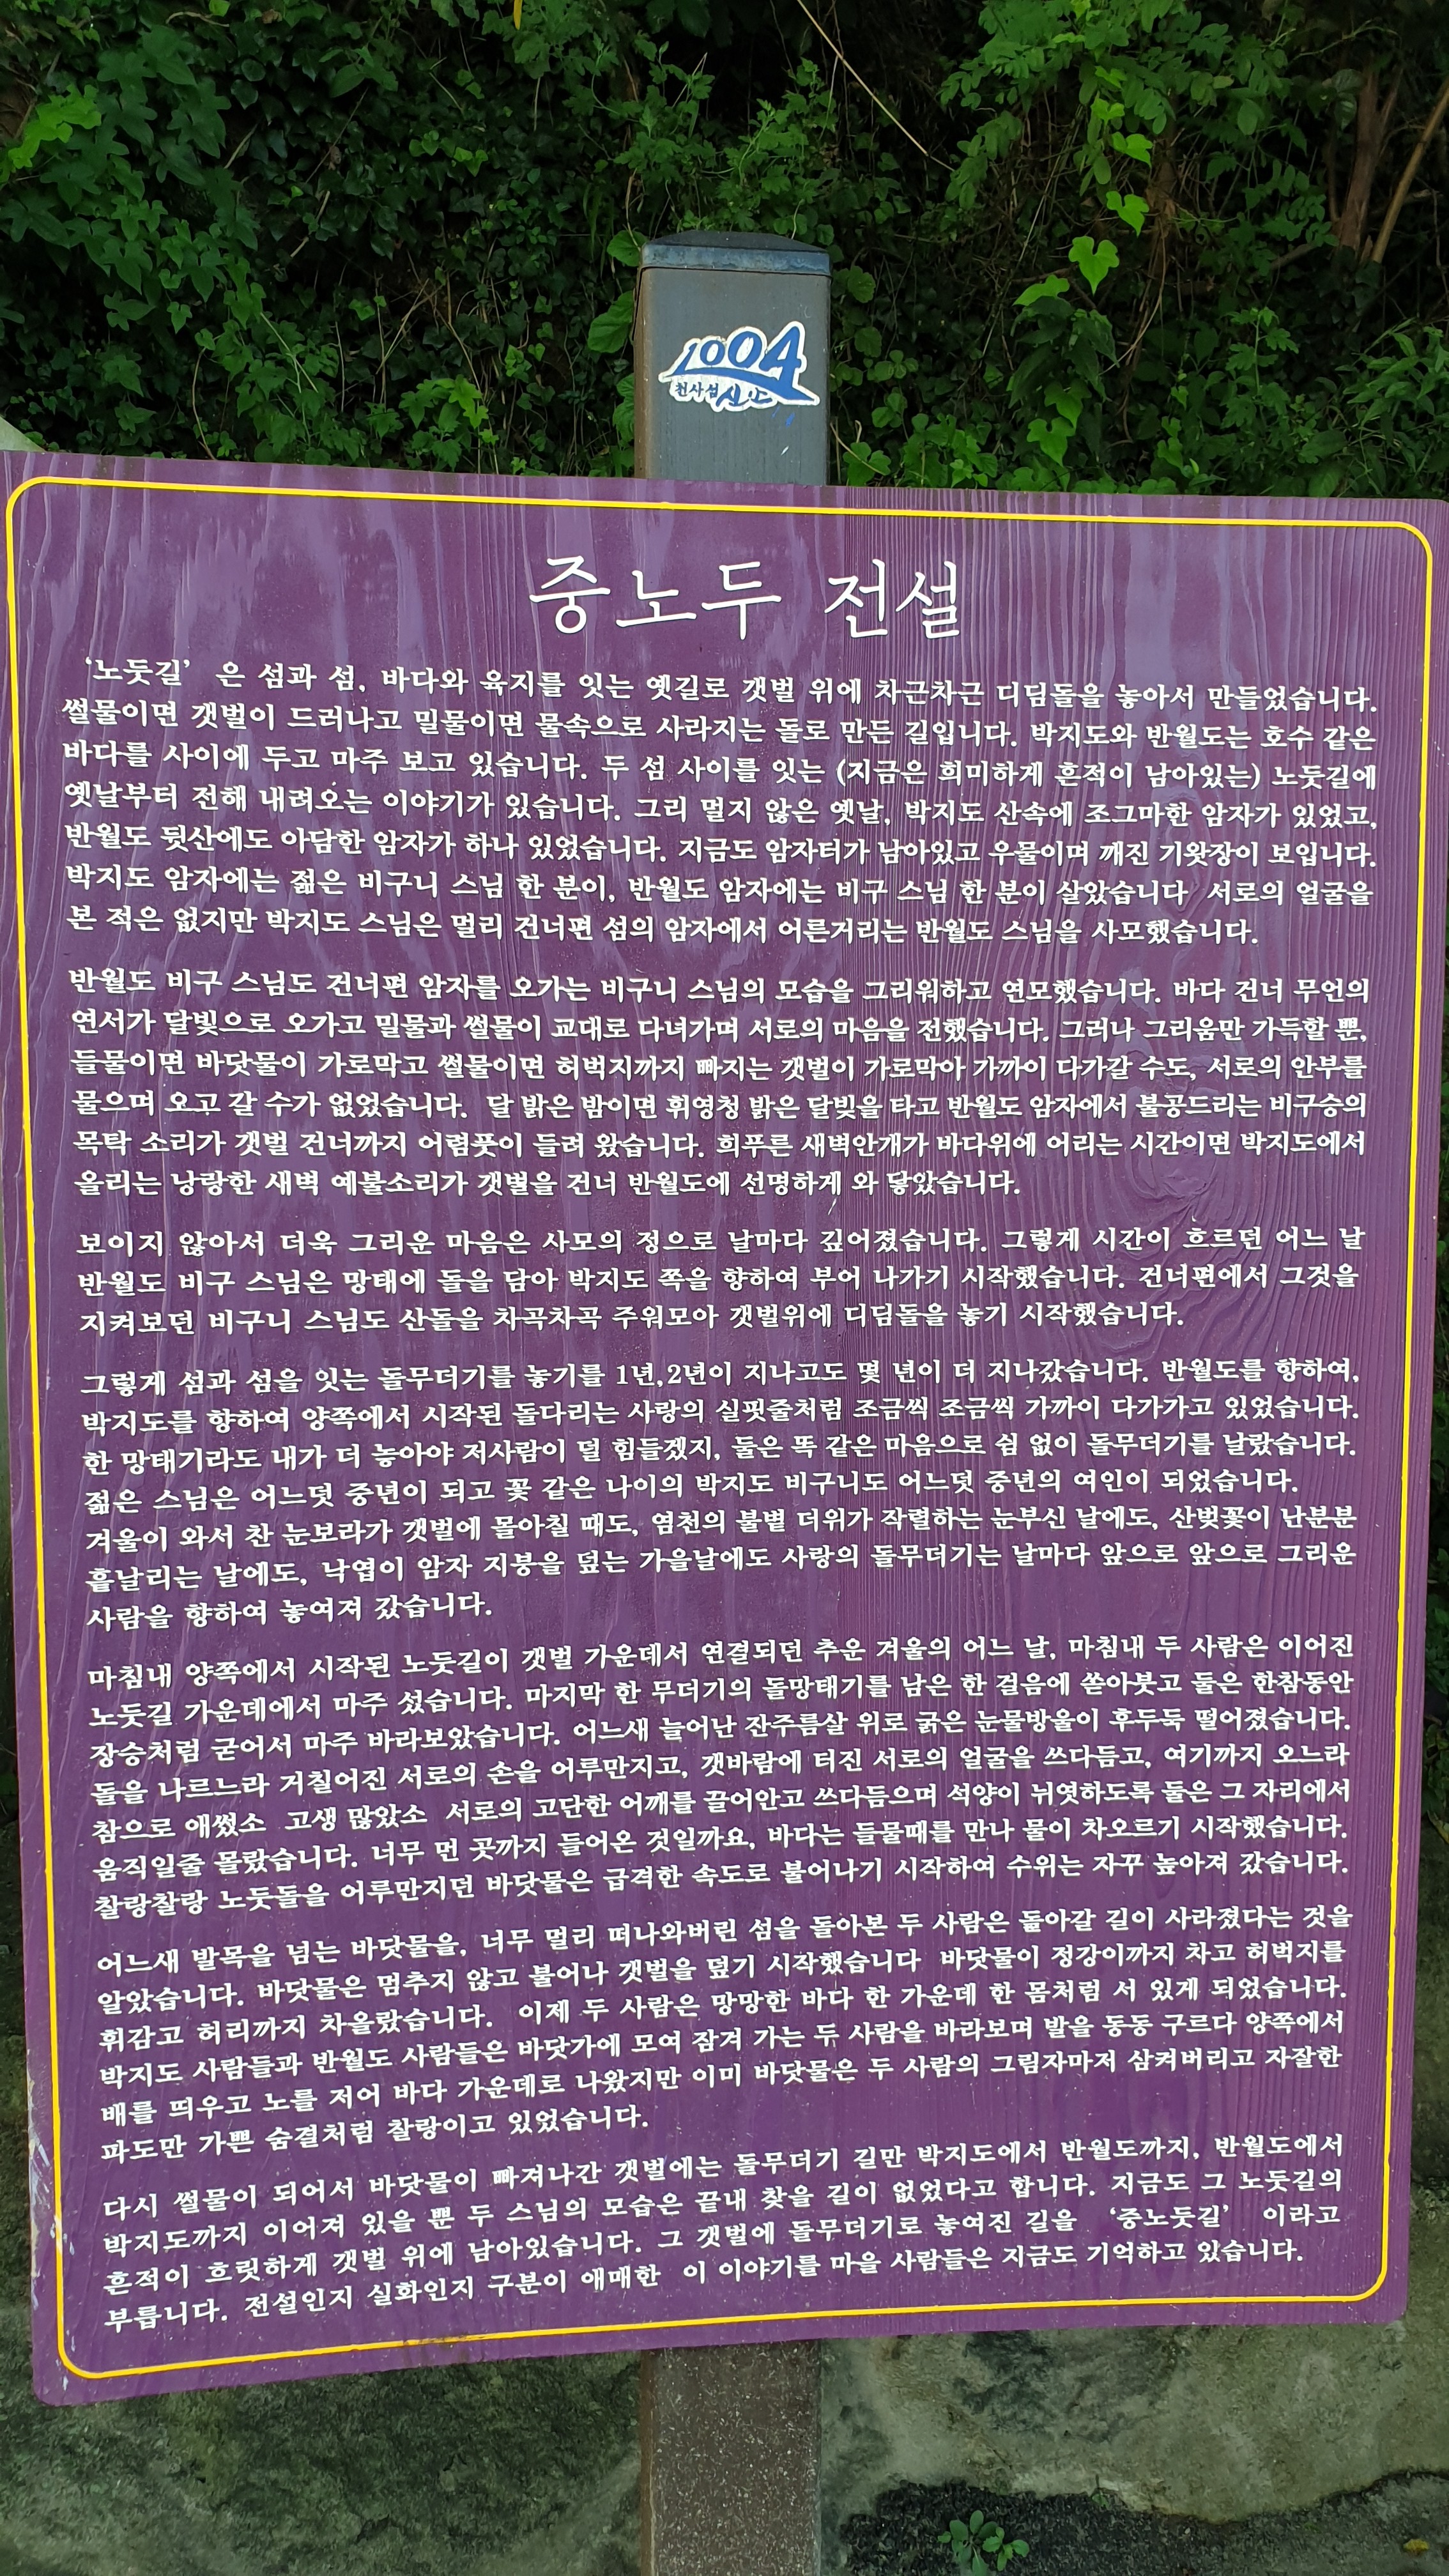 1004
천사섬 신안
중노두 전설
‘노둣길’ 은 섬과 섬, 바다와 육지를 잇는 옛길로 갯벌 위에 차근차근 디딤돌을 놓아서 만들었습니다.
썰물이면 갯벌이 드러나고 밀물이면 물속으로 사라지는 돌로 만든 길입니다. 박지도와 반월도는 호수 같은
바다를 사이에 두고 마주 보고 있습니다. 두 섬 사이를 잇는 (지금은 희미하게 흔적이 남아있는) 노둣길에
옛날부터 전해 내려오는 이야기가 있습니다. 그리 멀지 않은 옛날, 박지도 산속에 조그마한 암자가 있었고,
반월도 뒷산에도 아담한 암자가 하나 있었습니다. 지금도 암자터가 남아있고 우물이며 깨진 기왓장이 보입니다.
박지도 암자에는 젊은 비구니 스님 한 분이, 반월도 암자에는 비구 스님 한 분이 살았습니다 서로의 얼굴을
본 적은 없지만 박지도 스님은 멀리 건너편 섬의 암자에서 어른거리는 반월도 스님을 사모했습니다.
반월도 비구 스님도 건너편 암자를 오가는 비구니 스님의 모습을 그리워하고 연모했습니다. 바다 건너 무언의
연서가 달빛으로 오가고 밀물과 썰물이 교대로 다녀가며 서로의 마음을 전했습니다. 그러나 그리움만 가득할 뿐,
들물이면 바닷물이 가로막고 썰물이면 허벅지까지 빠지는 갯벌이 가로막아 가까이 다가갈 수도, 서로의 안부를
물으며 오고 갈 수가 없었습니다. 달 밝은 밤이면 휘영청 밝은 달빛을 타고 반월도 암자에서 불공드리는 비구승의
목탁 소리가 갯벌 건너까지 어렴풋이 들려 왔습니다. 희푸른 새벽안개가 바다위에 어리는 시간이면 박지도에서
올리는 낭랑한 새벽 예불소리가 갯벌을 건너 반월도에 선명하게 와 닿았습니다.
보이지 않아서 더욱 그리운 마음은 사모의 정으로 날마다 깊어졌습니다. 그렇게 시간이 흐르던 어느 날
반월도 비구 스님은 망태에 돌을 담아 박지도 쪽을 향하여 부어 나가기 시작했습니다. 건너편에서 그것을
지켜보던 비구니 스님도 산돌을 차곡차곡 주워모아 갯벌위에 디딤돌을 놓기 시작했습니다.
그렇게 섬과 섬을 잇는 돌무더기를 놓기를 1년,2년이 지나고도 몇 년이 더 지나갔습니다. 반월도를 향하여,
박지도를 향하여 양쪽에서 시작된 돌다리는 사랑의 실핏줄처럼 조금씩 조금씩 가까이 다가가고 있었습니다.
한 망태기라도 내가 더 놓아야 저사람이 덜 힘들겠지, 둘은 똑 같은 마음으로 쉼 없이 돌무더기를 날랐습니다.
젊은 스님은 어느덧 중년이 되고 꽃 같은 나이의 박지도 비구니도 어느덧 중년의 여인이 되었습니다.
겨울이 와서 찬 눈보라가 갯벌에 몰아칠 때도, 염천의 불볕 더위가 작렬하는 눈부신 날에도, 산벚꽃이 난분분
흩날리는 날에도, 낙엽이 암자 지붕을 덮는 가을날에도 사랑의 돌무더기는 날마다 앞으로 앞으로 그리운
사람을 향하여 놓여져 갔습니다.
마침내 양쪽에서 시작된 노둣길이 갯벌 가운데서 연결되던 추운 겨울의 어느 날, 마침내 두 사람은 이어진
노둣길 가운데에서 마주 섰습니다. 마지막 한 무더기의 돌망태기를 남은 한 걸음에 쏟아붓고 둘은 한참동안
장승처럼 굳어서 마주 바라보았습니다. 어느새 늘어난 잔주름살 위로 굵은 눈물방울이 후두둑 떨어졌습니다.
돌을 나르느라 거칠어진 서로의 손을 어루만지고, 갯바람에 터진 서로의 얼굴을 쓰다듬고, 여기까지 오느라
참으로 애썼소 고생 많았소 서로의 고단한 어깨를 끌어안고 쓰다듬으며 석양이 뉘엿하도록 둘은 그 자리에서
움직일줄 몰랐습니다. 너무 먼 곳까지 들어온 것일까요, 바다는 들물때를 만나 물이 차오르기 시작했습니다.
찰랑찰랑 노둣돌을 어루만지던 바닷물은 급격한 속도로 불어나기 시작하여 수위는 자꾸 높아져 갔습니다.
어느새 발목을 넘는 바닷물을, 너무 멀리 떠나와버린 섬을 돌아본 두 사람은 돌아갈 길이 사라졌다는 것을
알았습니다. 바닷물은 멈추지 않고 불어나 갯벌을 덮기 시작했습니다 바닷물이 정강이까지 차고 허벅지를
휘감고 허리까지 차올랐습니다. 이제 두 사람은 망망한 바다 한 가운데 한 몸처럼 서 있게 되었습니다.
박지도 사람들과 반월도 사람들은 바닷가에 모여 잠겨 가는 두 사람을 바라보며 발을 동동 구르다 양쪽에서
배를 띄우고 노를 저어 바다 가운데로 나왔지만 이미 바닷물은 두 사람의 그림자마저 삼켜버리고 자잘한
파도만 가쁜 숨결처럼 찰랑이고 있었습니다.
다시 썰물이 되어서 바닷물이 빠져나간 갯벌에는 돌무더기 길만 박지도에서 반월도까지, 반월도에서
박지도까지 이어져 있을 뿐 두 스님의 모습은 끝내 찾을 길이 없었다고 합니다. 지금도 그 노둣길의
흔적이 흐릿하게 갯벌 위에 남아있습니다. 그 갯벌에 돌무더기로 놓여진 길을 ‘중노둣길’ 이라고
부릅니다. 전설인지 실화인지 구분이 애매한 이 이야기를 마을 사람들은 지금도 기억하고 있습니다.